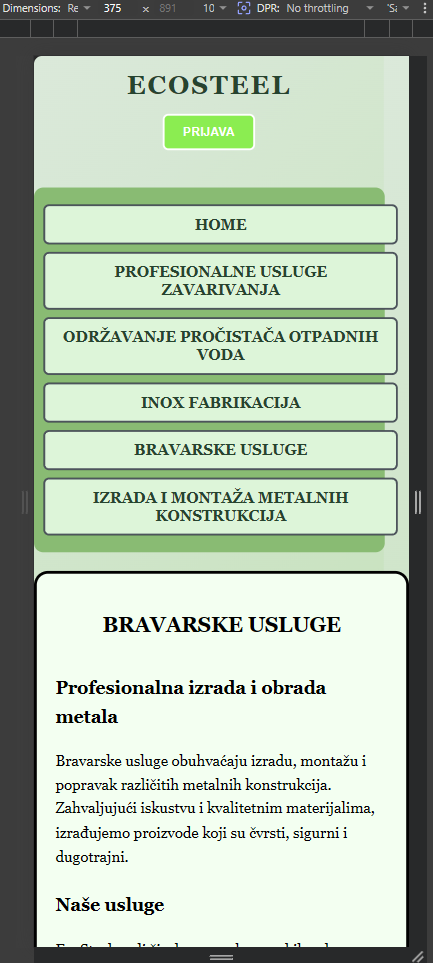 Dimensions: Re 375 x 891 10 DPR: No throttling 'Sa
ECOSTEEL
PRIJAVA
HOME
PROFESIONALNE USLUGE
ZAVARIVANJA
ODRŽAVANJE PROČISTAČA OTPADNIH
VODA
INOX FABRIKACIJA
BRAVARSKE USLUGE
IZRADA I MONTAŽA METALNIH
KONSTRUKCIJA
BRAVARSKE USLUGE
Profesionalna izrada i obrada
metala
Bravarske usluge obuhvaćaju izradu, montažu i
popravak različitih metalnih konstrukcija.
Zahvaljujući iskustvu i kvalitetnim materijalima,
izrađujemo proizvode koji su čvrsti, sigurni i
dugotrajni.
Naše usluge